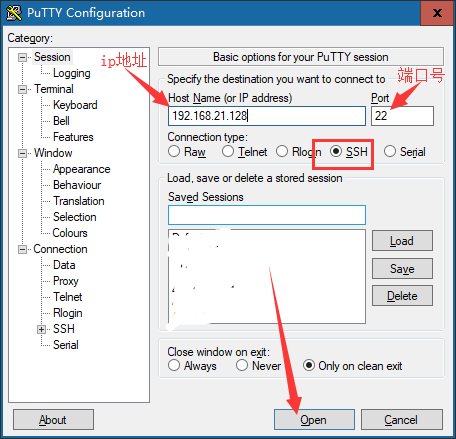 PuTTY Configuration
Category:
Session
Logging
Terminal
Keyboard
Bell
Features
Window
Appearance
Behaviour
Translation
Selection
Colours
Connection
Data
Proxy
Telnet
Rlogin
SSH
Serial
Basic options for your PuTTY session
ip地址
端口号
Specify the destination you want to connect to
Host Name (or IP address) Port
192.168.21.128 22
Connection type:
Raw Telnet Rlogin SSH Serial
Load, save or delete a stored session
Saved Sessions
Load
Save
Delete
Close window on exit:
Always Never Only on clean exit
About Open Cancel